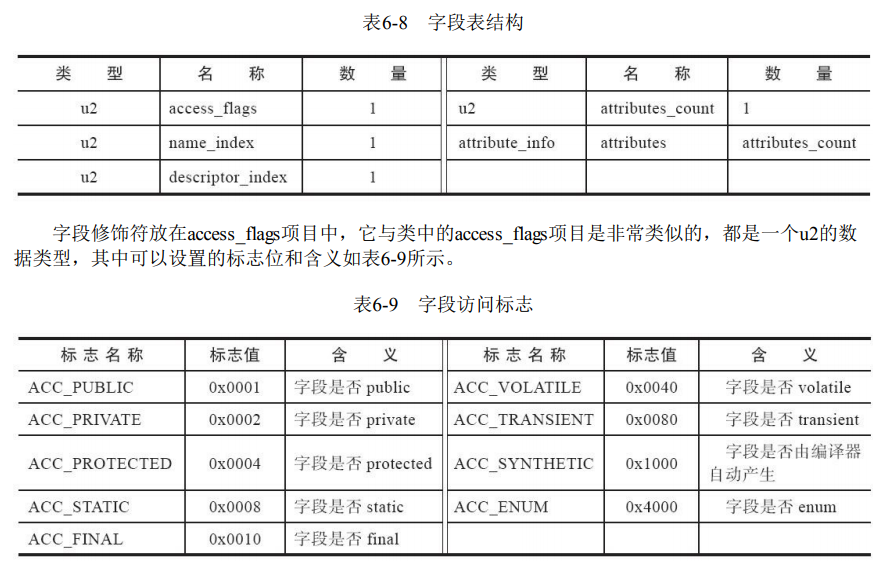 表6-8 字段表结构
类 型 名 称 数 量 类 型 名 称 数 量
u2 access_flags 1 u2 attributes_count 1
u2 name_index 1 attribute_info attributes attributes_count
u2 descriptor_index 1
字段修饰符放在access_flags项目中，它与类中的access_flags项目是非常类似的，都是一个u2的数
据类型，其中可以设置的标志位和含义如表6-9所示。
表6-9 字段访问标志
标 志 名 称 标志值 含 义 标 志 名 称 标志值 含 义
ACC_PUBLIC 0x0001 字段是否 public ACC_VOLATILE 0x0040 字段是否 volatile
ACC_PRIVATE 0x0002 字段是否 private ACC_TRANSIENT 0x0080 字段是否 transient
ACC_PROTECTED 0x0004 字段是否 protected ACC_SYNTHETIC 0x1000 字段是否由编译器
自动产生
ACC_STATIC 0x0008 字段是否 static ACC_ENUM 0x4000 字段是否 enum
ACC_FINAL 0x0010 字段是否 final